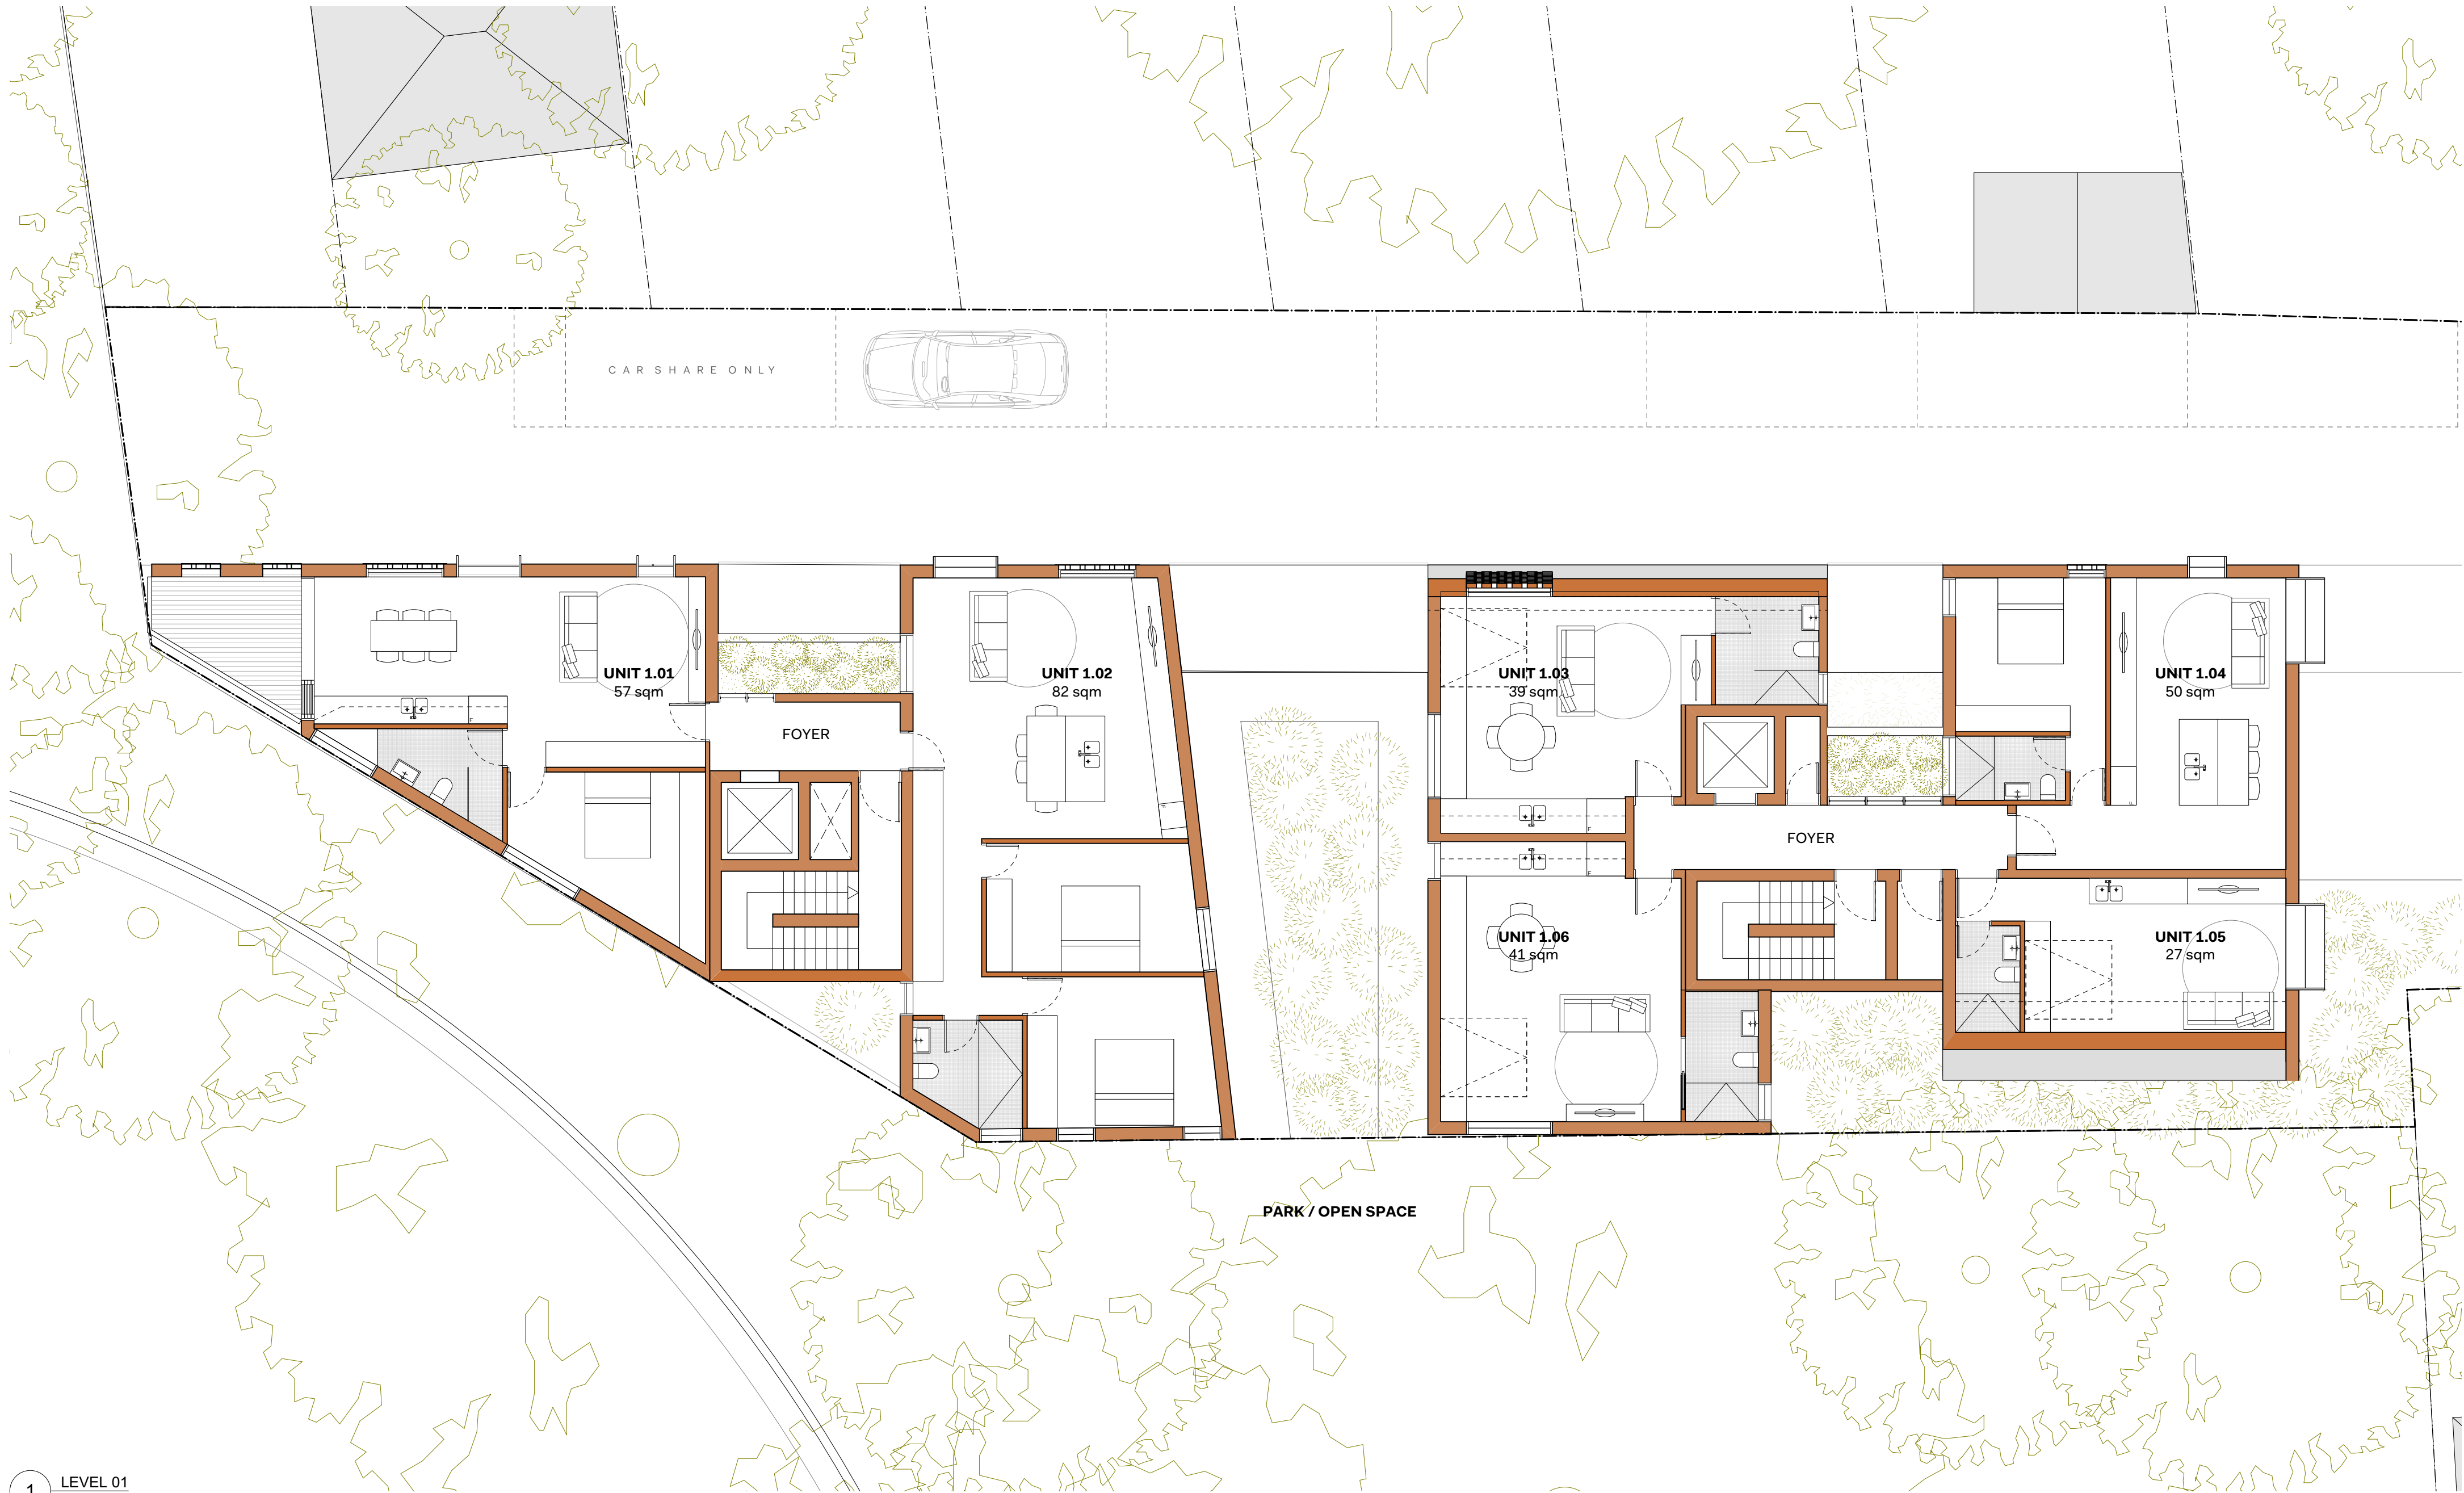 CAR SHARE ONLY
UNIT 1.01
57 sqm
UNIT 1.02
82 sqm
UNIT 1.03
39 sqm
UNIT 1.04
50 sqm
FOYER
FOYER
UNIT 1.06
41 sqm
UNIT 1.05
27 sqm
PARK / OPEN SPACE
1 LEVEL 01